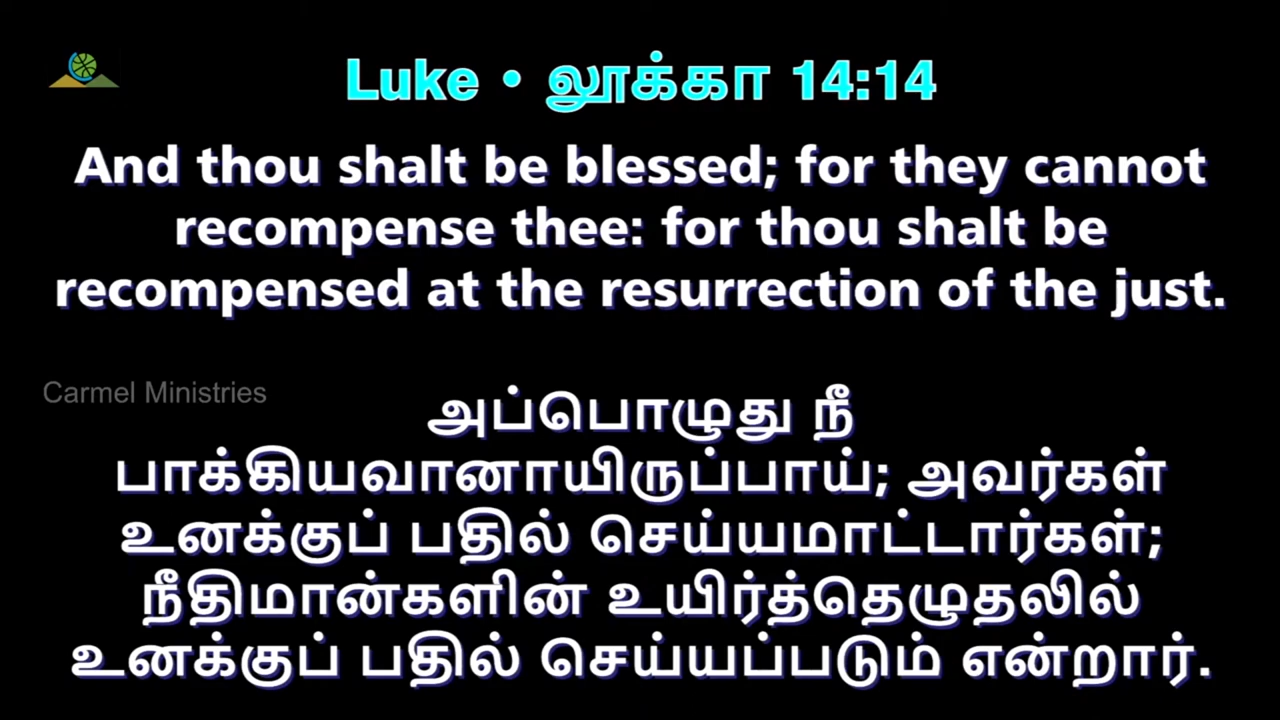 Luke • லூக்கா 14:14
And thou shalt be blessed; for they cannot
recompense thee: for thou shalt be
recompensed at the resurrection of the just.
Carmel Ministries
அப்பொழுது நீ
பாக்கியவானாயிருப்பாய்; அவர்கள்
உனக்குப் பதில் செய்யமாட்டார்கள்;
நீதிமான்களின் உயிர்த்தெழுதலில்
உனக்குப் பதில் செய்யப்படும் என்றார்.